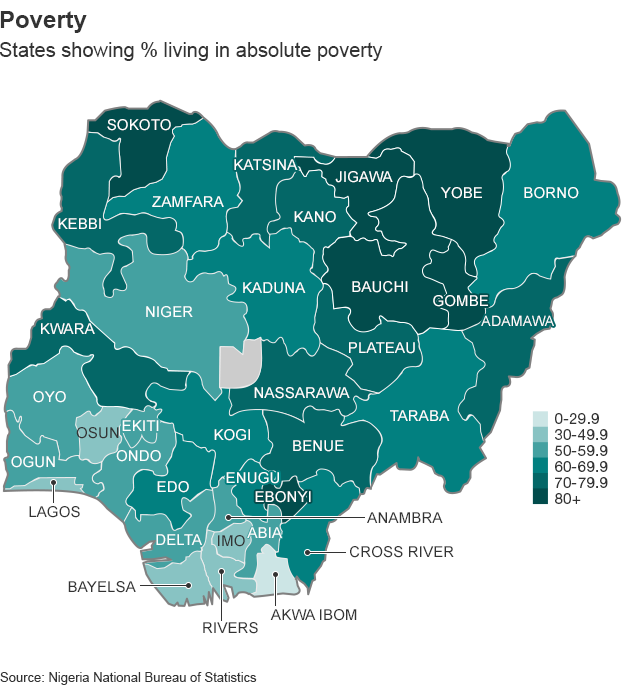 Poverty
States showing % living in absolute poverty
SOKOTO
KATSINA
JIGAWA
YOBE
BORNO
ZAMFARA
KANO
KEBBI
KADUNA
BAUCHI
GOMBE
NIGER
ADAMAWA
KWARA
PLATEAU
OYO
NASSARAWA
TARABA
OSUN
EKITI
KOGI
BENUE
OGUN
ONDO
ENUGU
EDO
EBONYI
LAGOS
ANAMBRA
DELTA
IMO
ABIA
CROSS RIVER
BAYELSA
AKWA IBOM
RIVERS
0-29.9
30-49.9
50-59.9
60-69.9
70-79.9
80+
Source: Nigeria National Bureau of Statistics